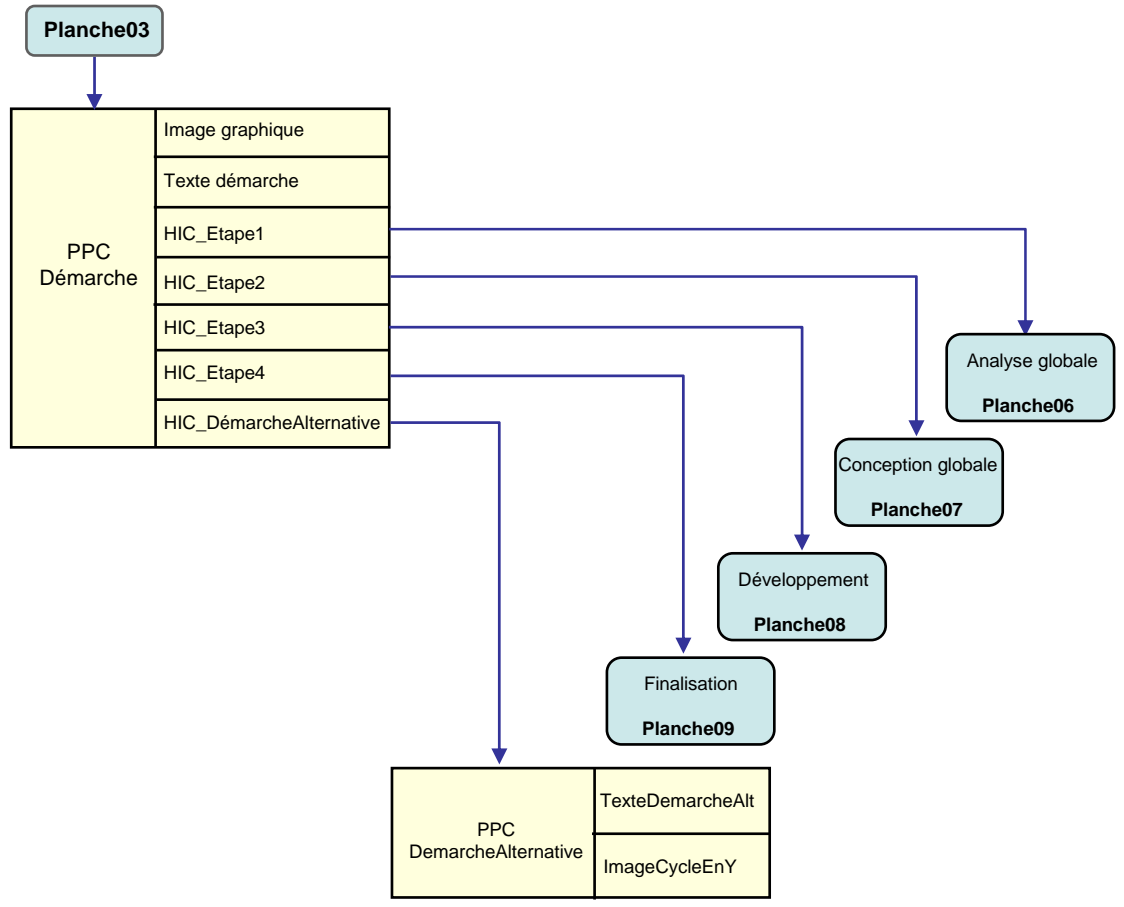 Planche03
Image graphique
Texte démarche
HIC_Etape1
PPC
Démarche
HIC_Etape2
HIC_Etape3
HIC_Etape4
HIC_DémarcheAlternative
Analyse globale
Planche06
Conception globale
Planche07
Développement
Planche08
Finalisation
Planche09
PPC
DemarcheAlternative
TexteDemarcheAlt
ImageCycleEnY